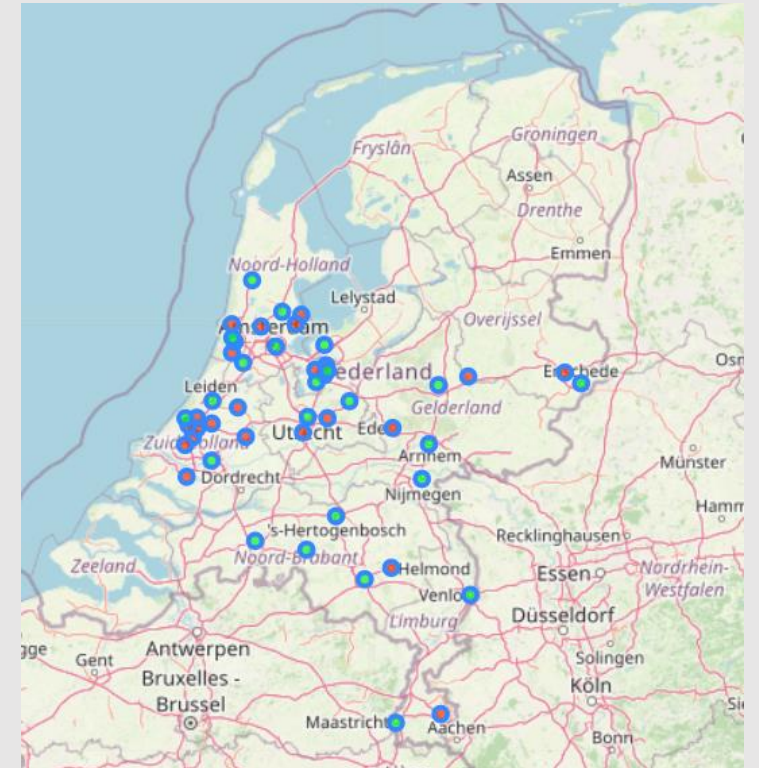 Groningen
Fryslân
Assen
Drenthe
Emmen
Noord-Holland
Lelystad
Amsterdam
Overijssel
Nederland
Enschede
Osn
Leiden
Gelderland
Utrecht
Ede
Zuid-Holland
Arnhem
Münster
Dordrecht
Nijmegen
Hamm
's-Hertogenbosch
Recklinghausen
Zeeland
Noord-Brabant
Helmond
Essen
Nordrhein-
Westfalen
Venlo
Limburg
Düsseldorf
gge
Gent
Antwerpen
Solingen
Bruxelles -
Brussel
Köln
Sie
Maastricht
Aachen
Bonn